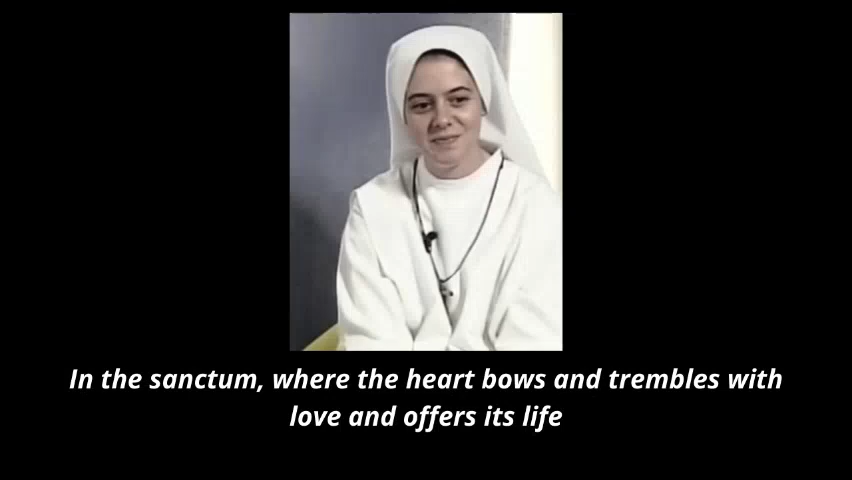 In the sanctum, where the heart bows and trembles with
love and offers its life